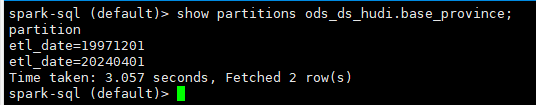 spark-sql (default)> show partitions ods_ds_hudi.base_province;
partition
etl_date=19971201
etl_date=20240401
Time taken: 3.057 seconds, Fetched 2 row(s)
spark-sql (default)>